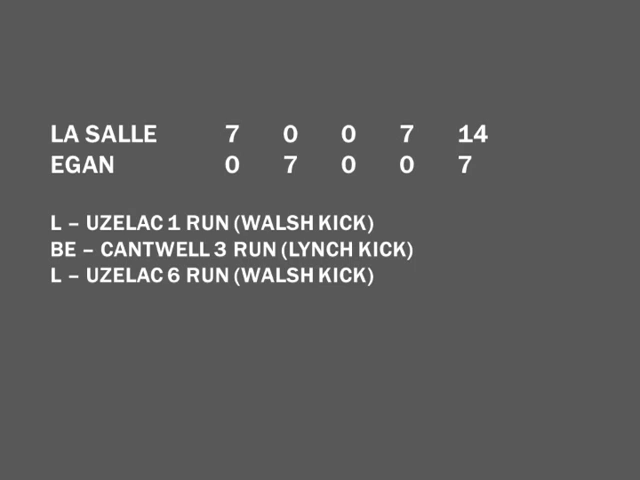 LA SALLE 7 0 0 7 14
EGAN 0 7 0 0 7
L – UZELAC 1 RUN (WALSH KICK)
BE – CANTWELL 3 RUN (LYNCH KICK)
L – UZELAC 6 RUN (WALSH KICK)